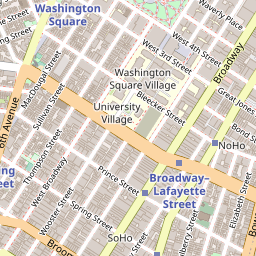 Washington
Square
Waverly Place
West 4th Street
West 3rd Street
Broadway
MacDougal Street
Washington
Square Village
Sullivan Street
University
Village
Bleecker Street
Great Jones
Bond
NoHo
Thompson Street
West Broadway
Broadway–
Lafayette
Street
Prince Street
Wooster Street
Spring Street
Elizabeth Street
SoHo